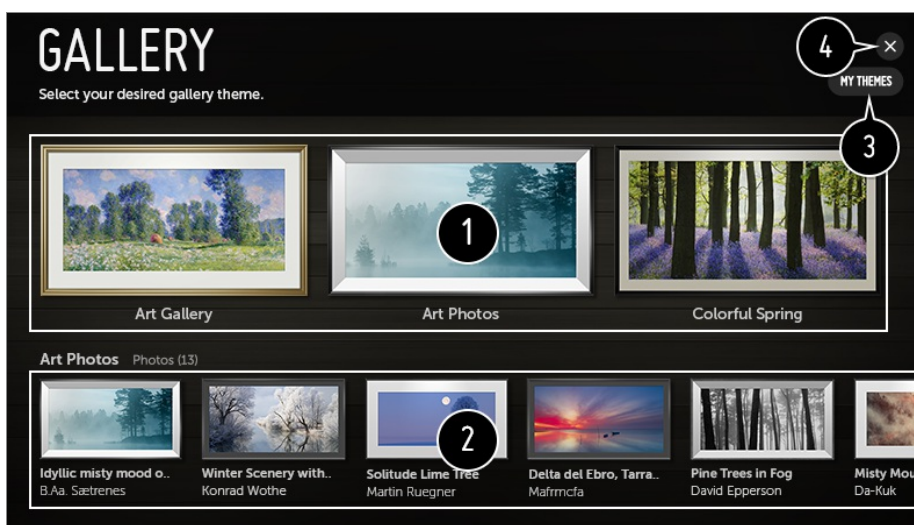 GALLERY
Select your desired gallery theme.
4
MY THEMES
3
1
Art Gallery
Art Photos
Colorful Spring
Art Photos Photos (13)
2
Idyllic misty mood o..
Winter Scenery with..
Solitude Lime Tree
Delta del Ebro, Tarra..
Pine Trees in Fog
Misty Mou
B.Aa. Sætrenes
Konrad Wothe
Martin Ruegner
Mafrmcfa
David Epperson
Da-Kuk